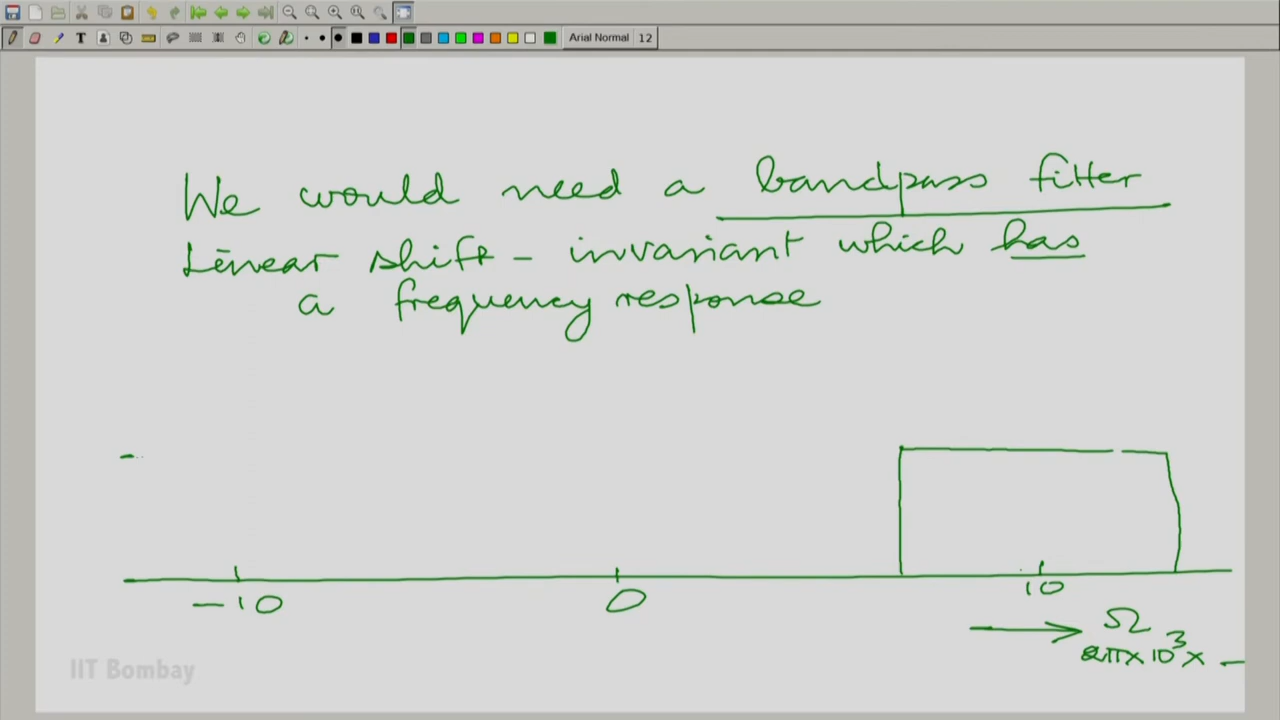 Arial Normal 12
We would need a bandpass filter
Linear shift - invariant which has
a frequency response
-10 0 10
Ω
2π×10³×
IIT Bombay